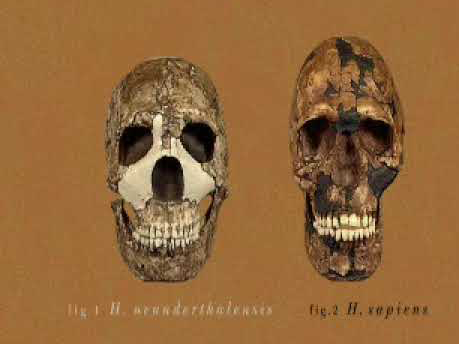 fig 1 H. neanderthalensis
fig.2 H. sapiens